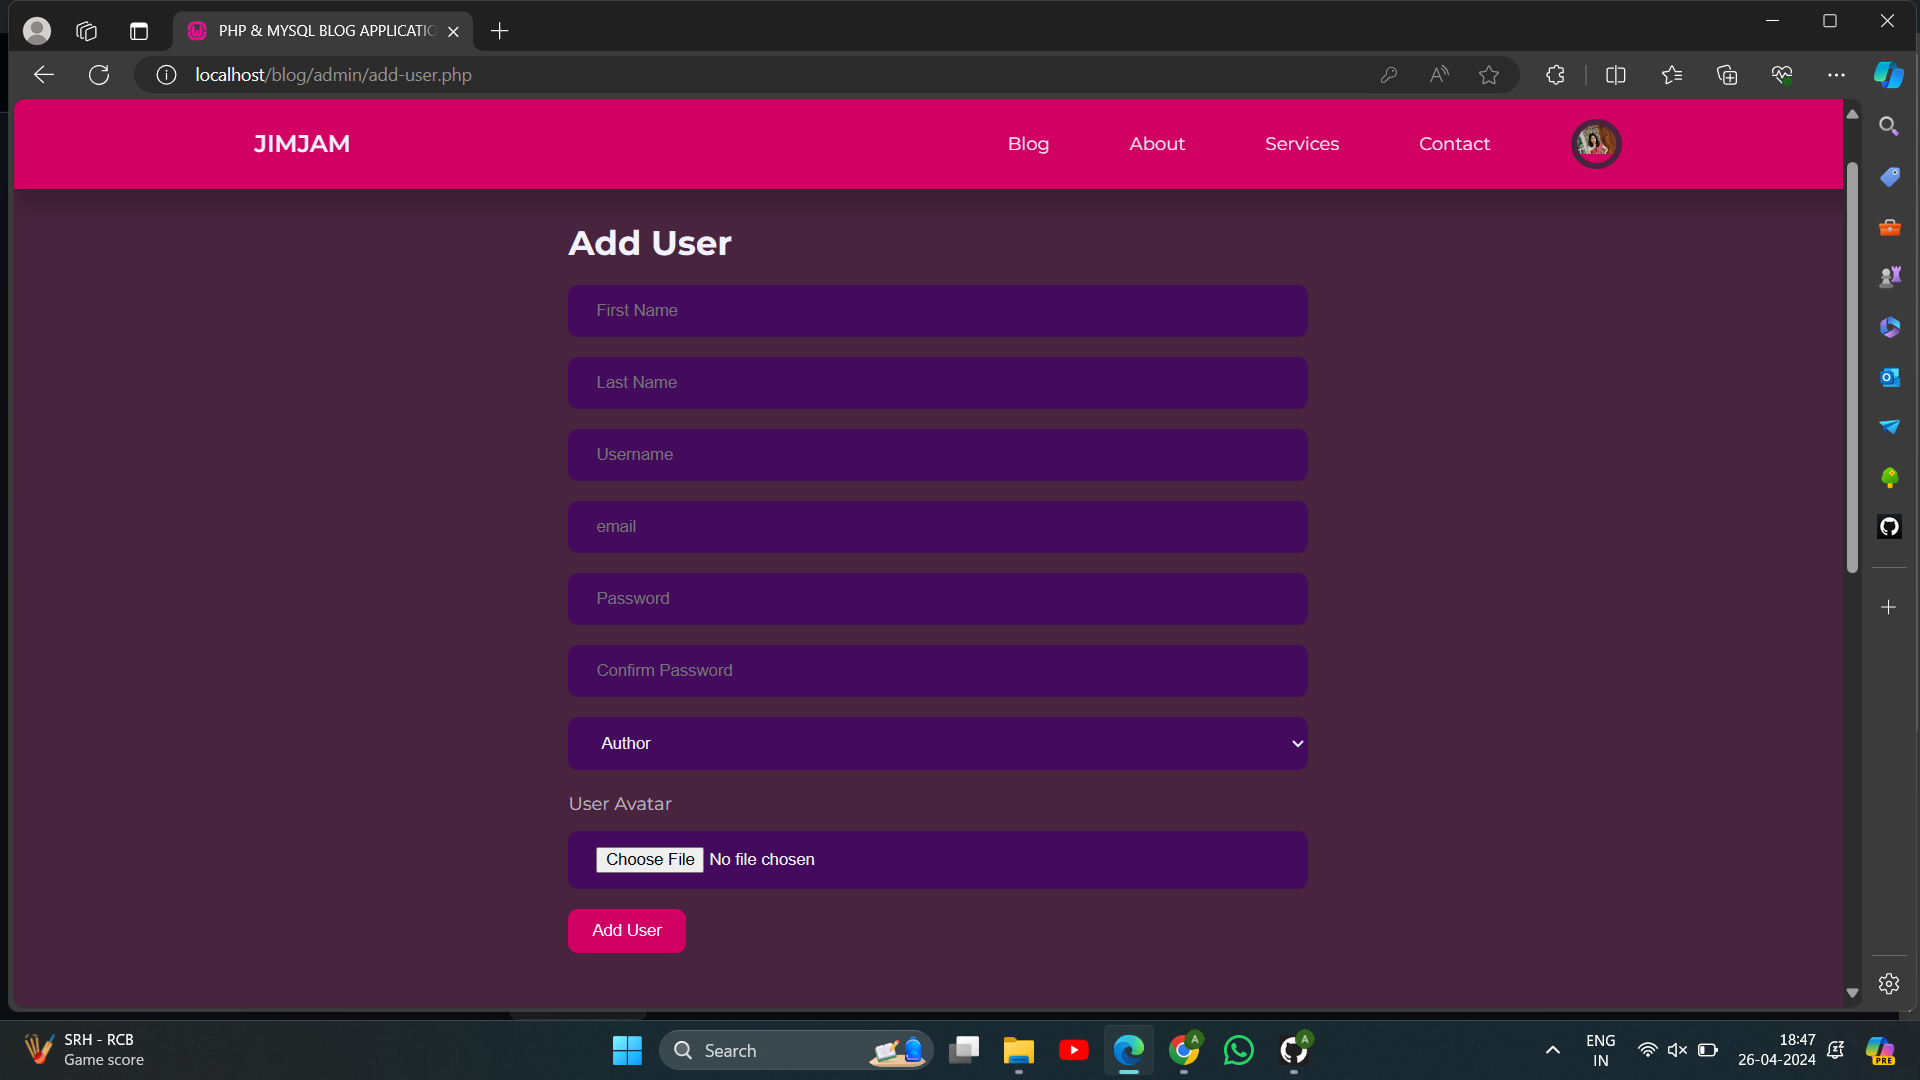 PHP & MYSQL BLOG APPLICATIO
localhost/blog/admin/add-user.php
JIMJAM
Blog
About
Services
Contact
Add User
First Name
Last Name
Username
email
Password
Confirm Password
Author
User Avatar
Choose File No file chosen
Add User
SRH - RCB
Game score
Search
A
A
ENG
IN
18:47
26-04-2024
PRE